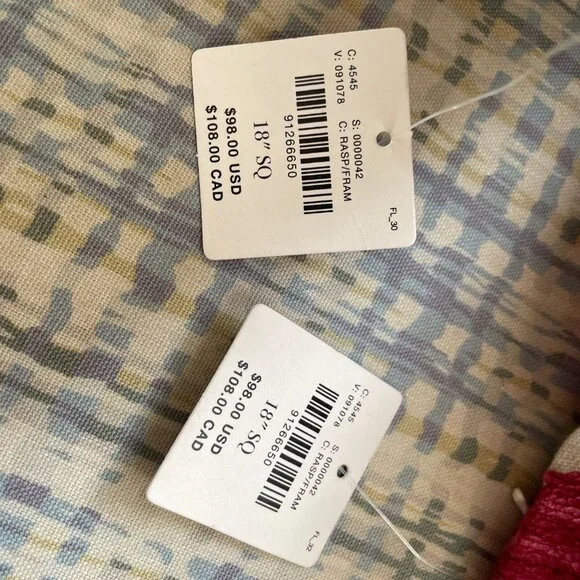 C: 4545 S: 0000042
V: 091078 C: RASP/FRAM
91266650
18" SQ
$98.00 USD
$108.00 CAD
FL_30
C: 4545 S: 0000042
V: 091078 C: RASP/FRAM
91266650
18" SQ
$98.00 USD
$108.00 CAD
FL_32